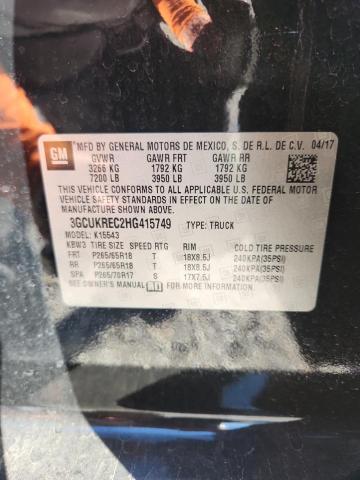 GM
MFD BY GENERAL MOTORS DE MEXICO, S. DE R.L. DE C.V. 04/17
GVWR GAWR FRT GAWR RR
3266 KG 1792 KG 1792 KG
7200 LB 3950 LB 3950 LB
THIS VEHICLE CONFORMS TO ALL APPLICABLE U.S. FEDERAL MOTOR
VEHICLE SAFETY STANDARDS IN EFFECT ON THE DATE OF
MANUFACTURE SHOWN ABOVE.
3GCUKREC2HG415749 TYPE: TRUCK
MODEL: K15543
KBW3 TIRE SIZE SPEED RTG RIM COLD TIRE PRESSURE
FRT P265/65R18 T 18X8.5J 240KPA(35PSI)
RR P265/65R18 T 18X8.5J 240KPA(35PSI)
SPA P265/70R17 S 17X7.5J 240KPA(35PSI)
SEE OWNER'S MANUAL FOR MORE INFORMATION.